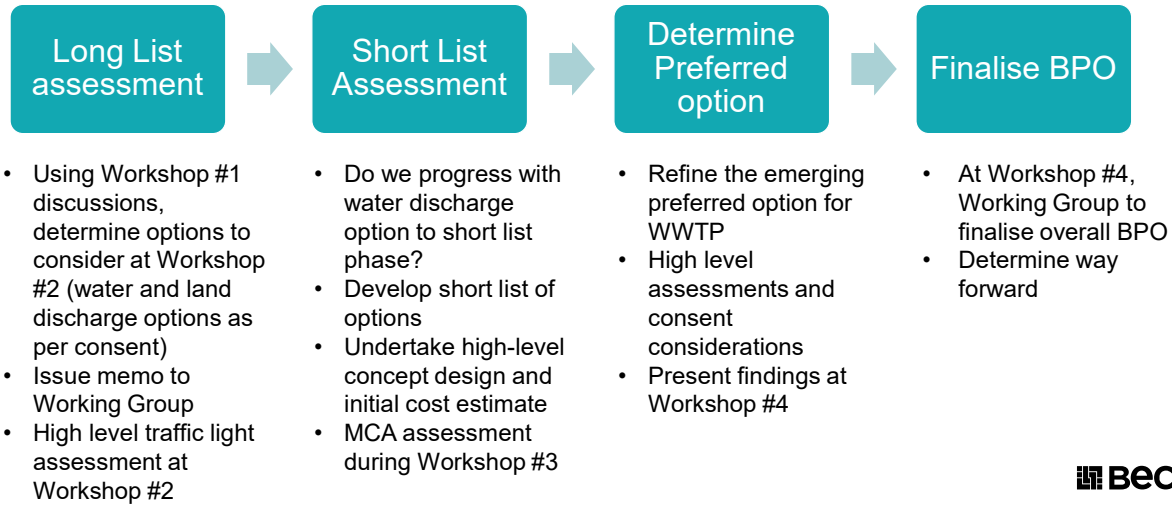 Long List
assessment
Short List
Assessment
Determine
Preferred
option
Finalise BPO
• Using Workshop #1
discussions,
determine options to
consider at Workshop
#2 (water and land
discharge options as
per consent)
• Issue memo to
Working Group
• High level traffic light
assessment at
Workshop #2
• Do we progress with
water discharge
option to short list
phase?
• Develop short list of
options
• Undertake high-level
concept design and
initial cost estimate
• MCA assessment
during Workshop #3
• Refine the emerging
preferred option for
WWTP
• High level
assessments and
consent
considerations
• Present findings at
Workshop #4
• At Workshop #4,
Working Group to
finalise overall BPO
• Determine way
forward